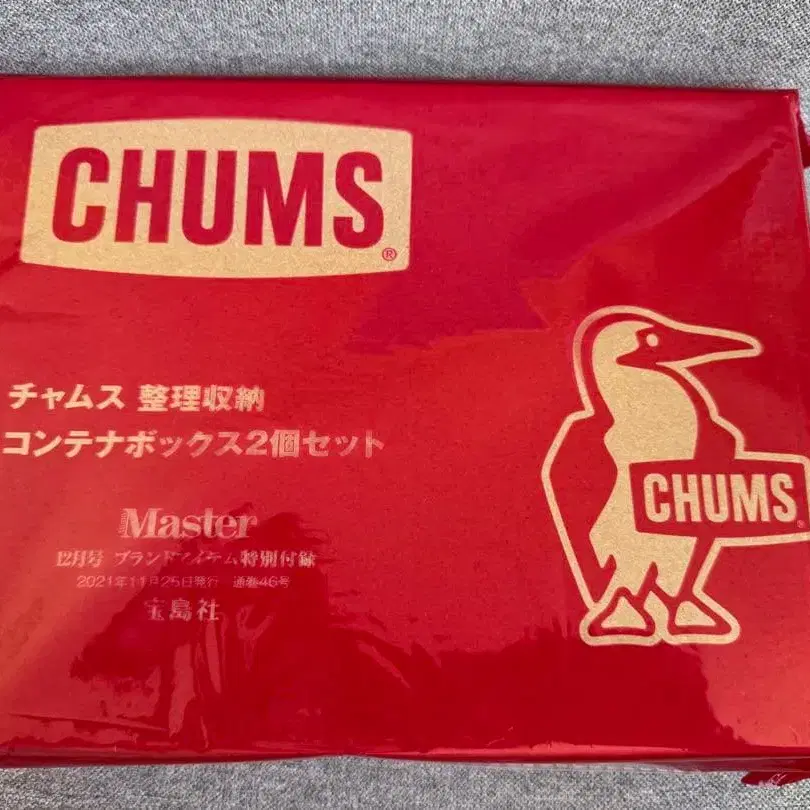 CHUMS®
チャムス 整理収納
コンテナボックス2個セット
CHUMS®
Master
12月号 ブランドアイテム特別付録
2021年11月25日発行 通巻46号
宝島社